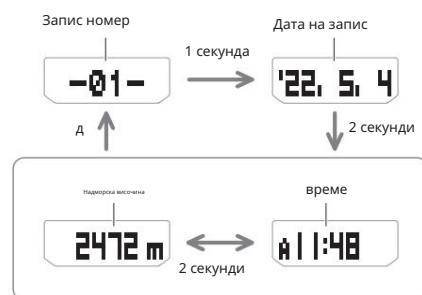 Запис номер
Дата на запис
1 секунда
-01-
'22. 5. 4
д
2 секунди
Надморска височина
време
2472 m
A11:48
2 секунди